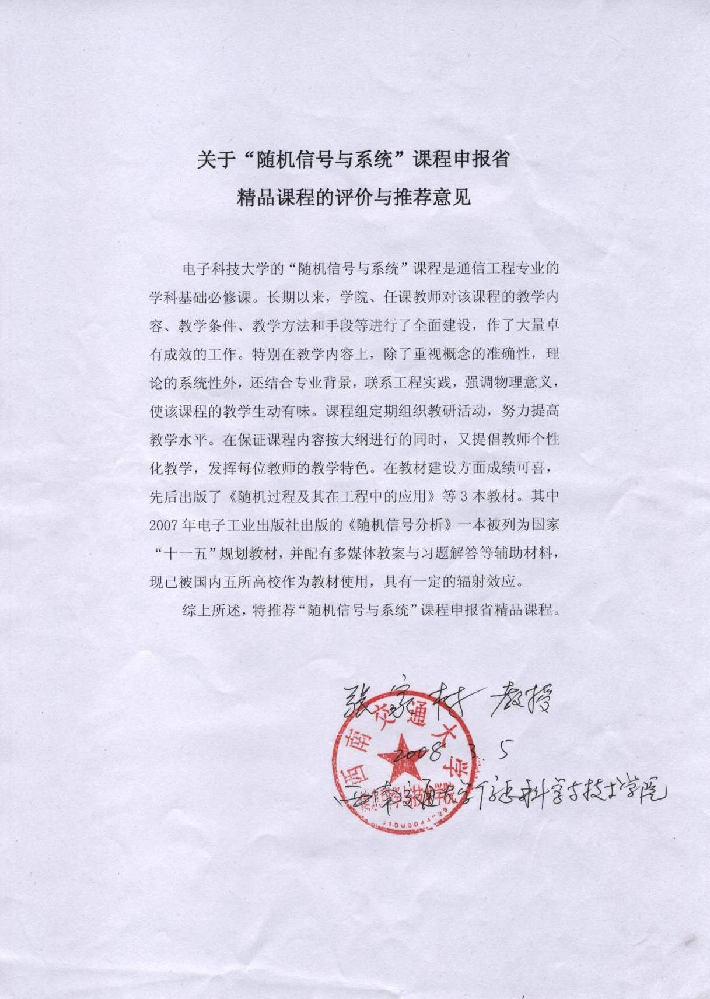 关于“随机信号与系统”课程申报省
精品课程的评价与推荐意见
电子科技大学的“随机信号与系统”课程是通信工程专业的
学科基础必修课。长期以来，学院、任课教师对该课程的教学内
容、教学条件、教学方法和手段等进行了全面建设，作了大量卓
有成效的工作。特别在教学内容上，除了重视概念的准确性，理
论的系统性外，还结合专业背景，联系工程实践，强调物理意义，
使该课程的教学生动有味。课程组定期组织教研活动，努力提高
教学水平。在保证课程内容按大纲进行的同时，又提倡教师个性
化教学，发挥每位教师的教学特色。在教材建设方面成绩可喜，
先后出版了《随机过程及其在工程中的应用》等3本教材。其中
2007年电子工业出版社出版的《随机信号分析》一本被列为国家
“十一五”规划教材，并配有多媒体教案与习题解答等辅助材料，
现已被国内五所高校作为教材使用，具有一定的辐射效应。
综上所述，特推荐“随机信号与系统”课程申报省精品课程。
张家树 教授
西南交通大学
2008.3.5
西南交通大学信息科学与技术学院